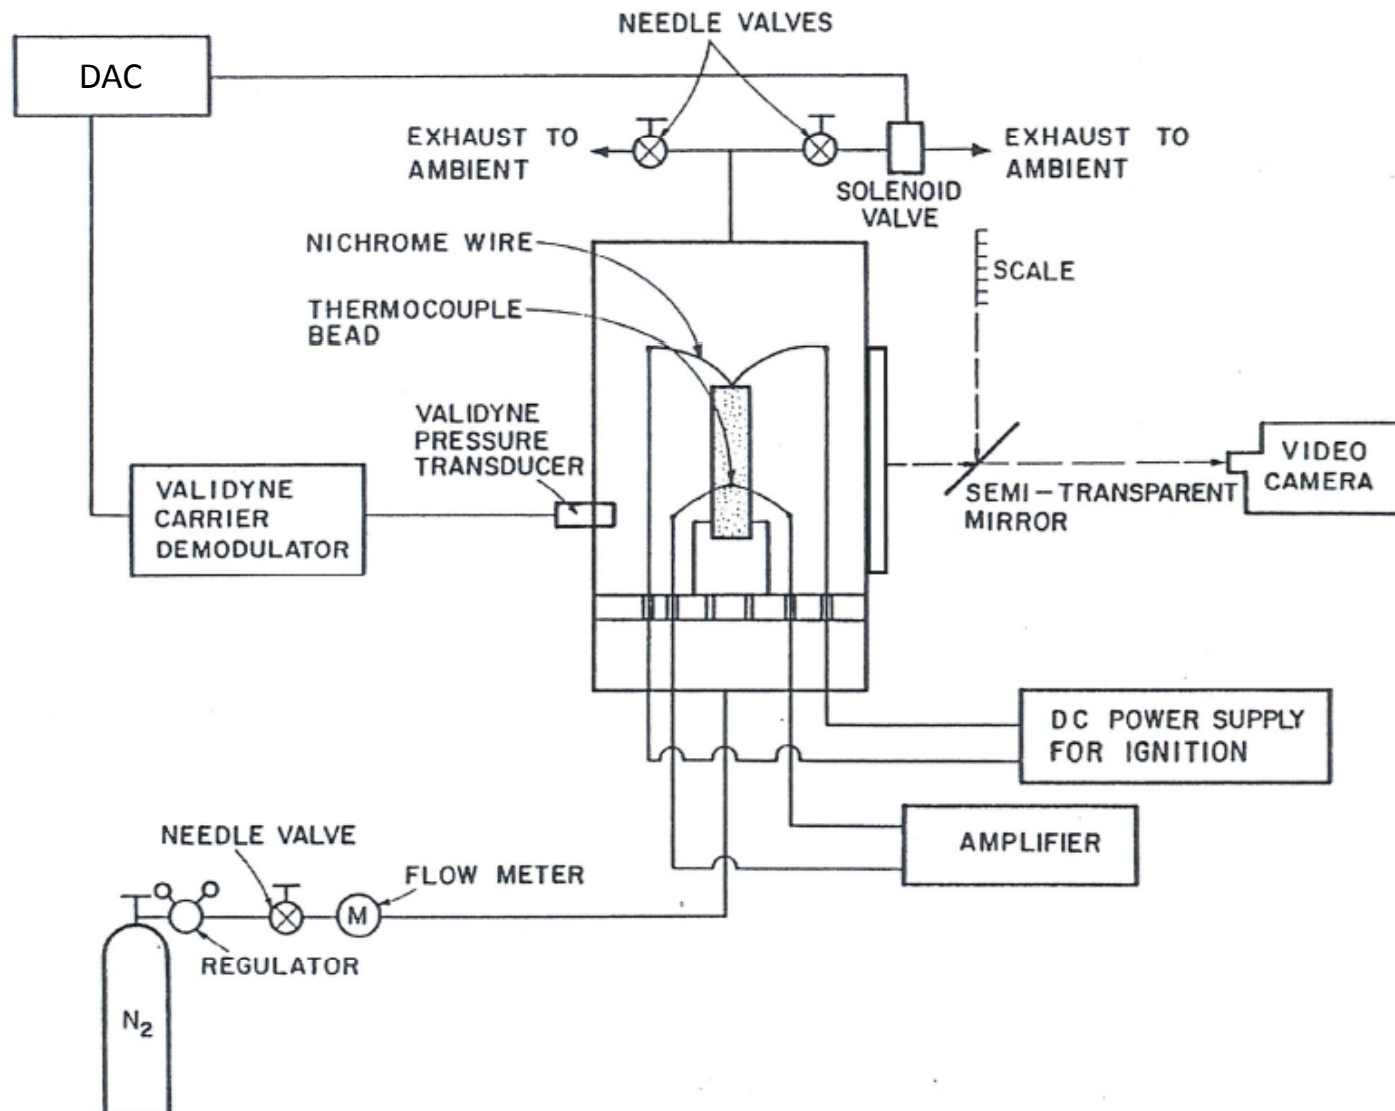 NEEDLE VALVES
DAC
EXHAUST TO
AMBIENT
EXHAUST TO
AMBIENT
SOLENOID
VALVE
NICHROME WIRE
SCALE
THERMOCOUPLE
BEAD
VALIDYNE
PRESSURE
TRANSDUCER
VIDEO
CAMERA
SEMI-TRANSPARENT
MIRROR
VALIDYNE
CARRIER
DEMODULATOR
DC POWER SUPPLY
FOR IGNITION
AMPLIFIER
NEEDLE VALVE
FLOW METER
M
REGULATOR
N₂